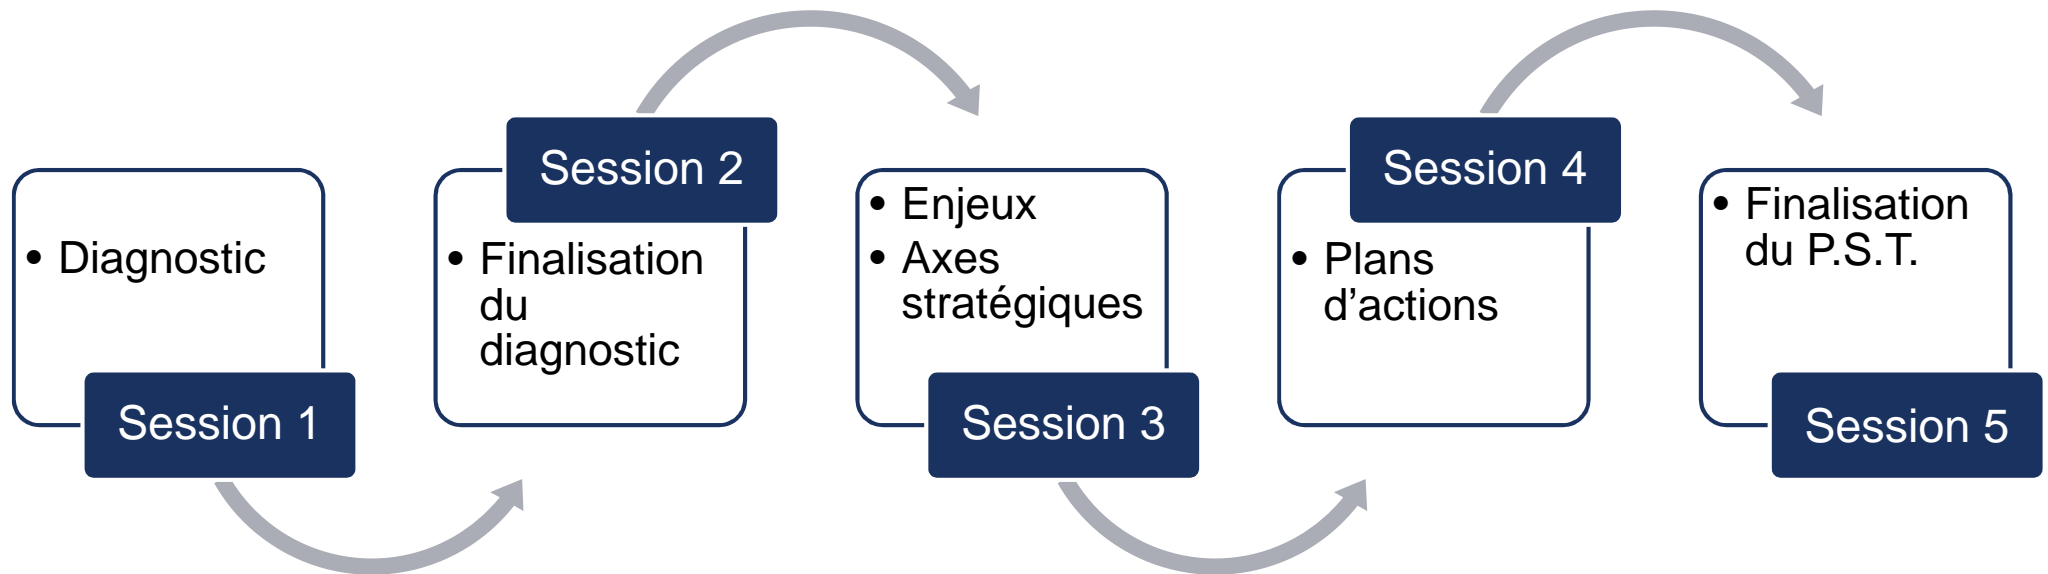 • Diagnostic
Session 1
Session 2
• Finalisation
du
diagnostic
• Enjeux
• Axes
stratégiques
Session 3
Session 4
• Plans
d’actions
• Finalisation
du P.S.T.
Session 5